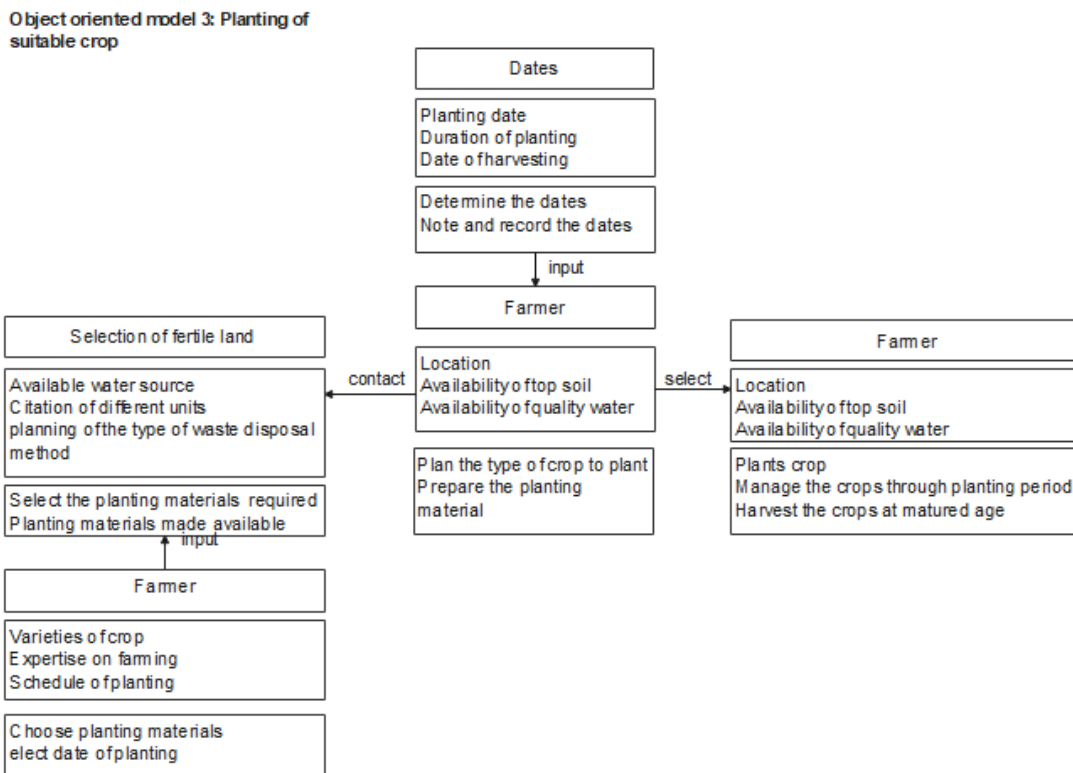 Object oriented model 3: Planting of
suitable crop
Dates
Planting date
Duration of planting
Date of harvesting
Determine the dates
Note and record the dates
input
Farmer
Location
Availability of top soil
Availability of quality water
Plan the type of crop to plant
Prepare the planting
material
contact
select
Selection of fertile land
Available water source
Citation of different units
planning of the type of waste disposal
method
Select the planting materials required
Planting materials made available
input
Farmer
Varieties of crop
Expertise on farming
Schedule of planting
Choose planting materials
elect date of planting
Farmer
Location
Availability of top soil
Availability of quality water
Plants crop
Manage the crops through planting period
Harvest the crops at matured age